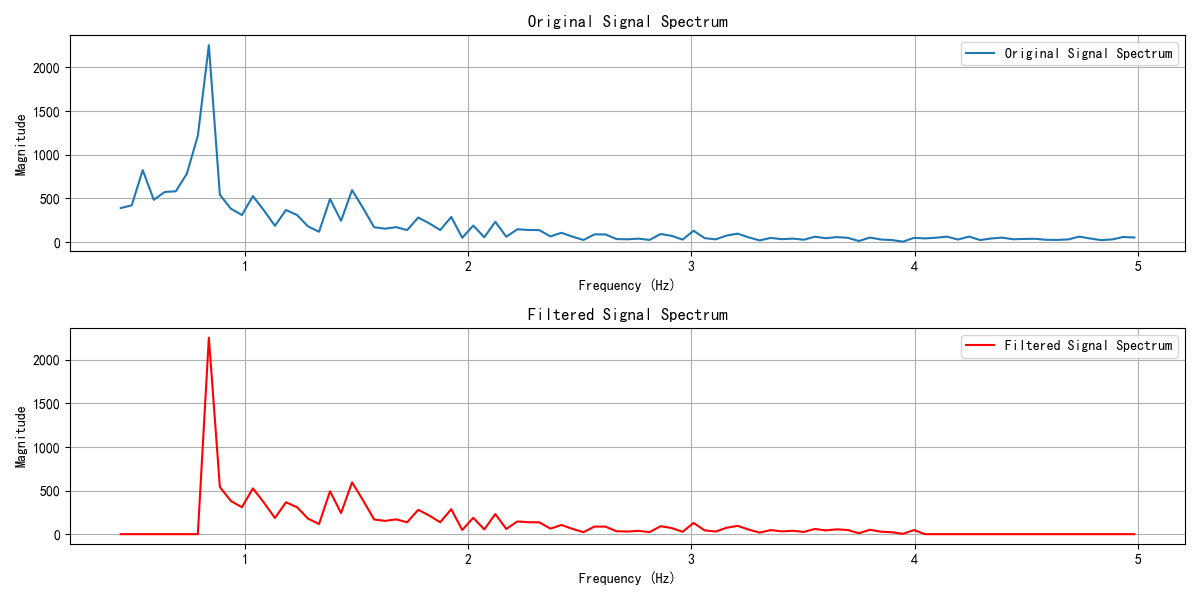 Original Signal Spectrum
Original Signal Spectrum
Magnitude
2000
1500
1000
500
0
1 2 3 4 5
Frequency (Hz)
Filtered Signal Spectrum
Filtered Signal Spectrum
Magnitude
2000
1500
1000
500
0
1 2 3 4 5
Frequency (Hz)